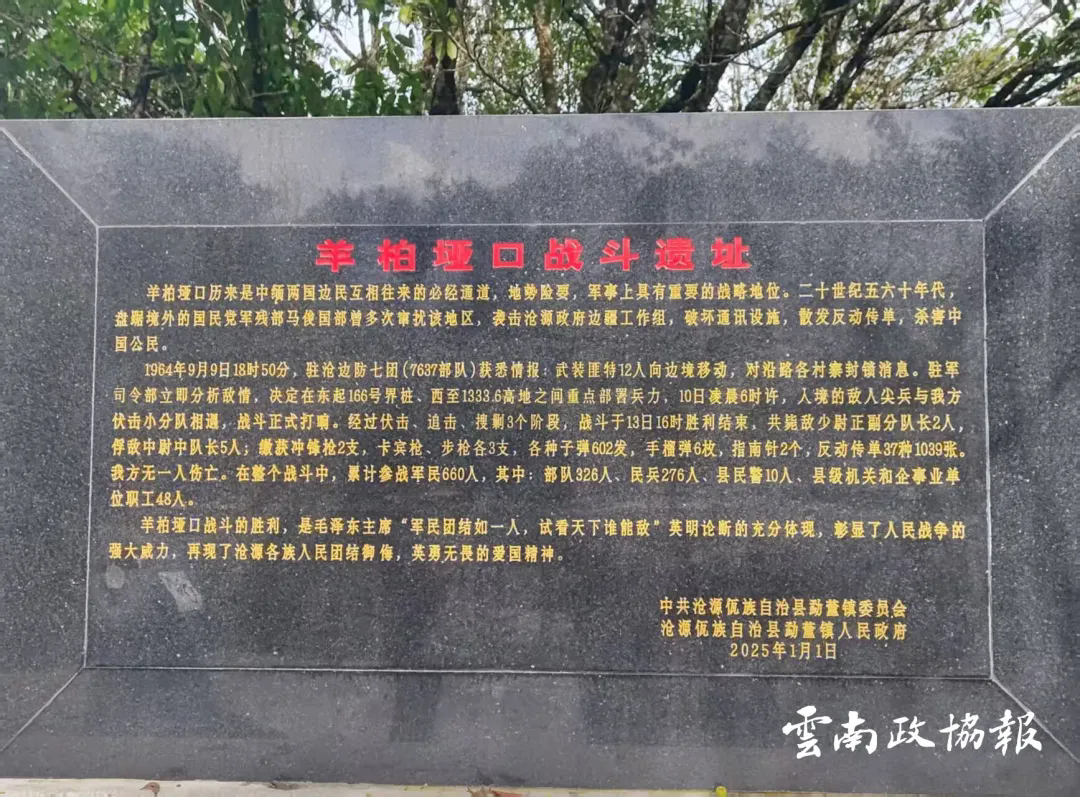 羊柏垭口战斗遗址
羊柏垭口历来是中缅两国边民互相往来的必经通道，地势险要，军事上具有重要的战略地位。二十世纪五六十年代，
盘踞境外的国民党军残部马俊国部曾多次窜扰该地区，袭击沧源政府边疆工作组，破坏通讯设施，散发反动传单，杀害中
国公民。
1964年9月9日18时50分，驻沧边防七团（7637部队）获悉情报：武装匪特12人向边境移动，对沿路各村寨封锁消息。驻军
司令部立即分析敌情，决定在东起166号界桩、西至1333.6高地之间重点部署兵力，10日凌晨6时许，入境的敌人尖兵与我方
伏击小分队相遇，战斗正式打响。经过伏击、追击、搜剿3个阶段，战斗于13日16时胜利结束，共毙敌少尉正副分队长2人，
俘敌中尉中队长5人；缴获冲锋枪2支，卡宾枪、步枪各3支，各种子弹602发，手榴弹6枚，指南针2个，反动传单37种1039张。
我方无一人伤亡。在整个战斗中，累计参战军民660人，其中：部队326人、民兵276人、县民警10人、县级机关和企事业单
位职工48人。
羊柏垭口战斗的胜利，是毛泽东主席“军民团结如一人，试看天下谁能敌”英明论断的充分体现，彰显了人民战争的
强大威力，再现了沧源各族人民团结御侮，英勇无畏的爱国精神。
中共沧源佤族自治县勐董镇委员会
沧源佤族自治县勐董镇人民政府
2025年1月1日
雲南政協報